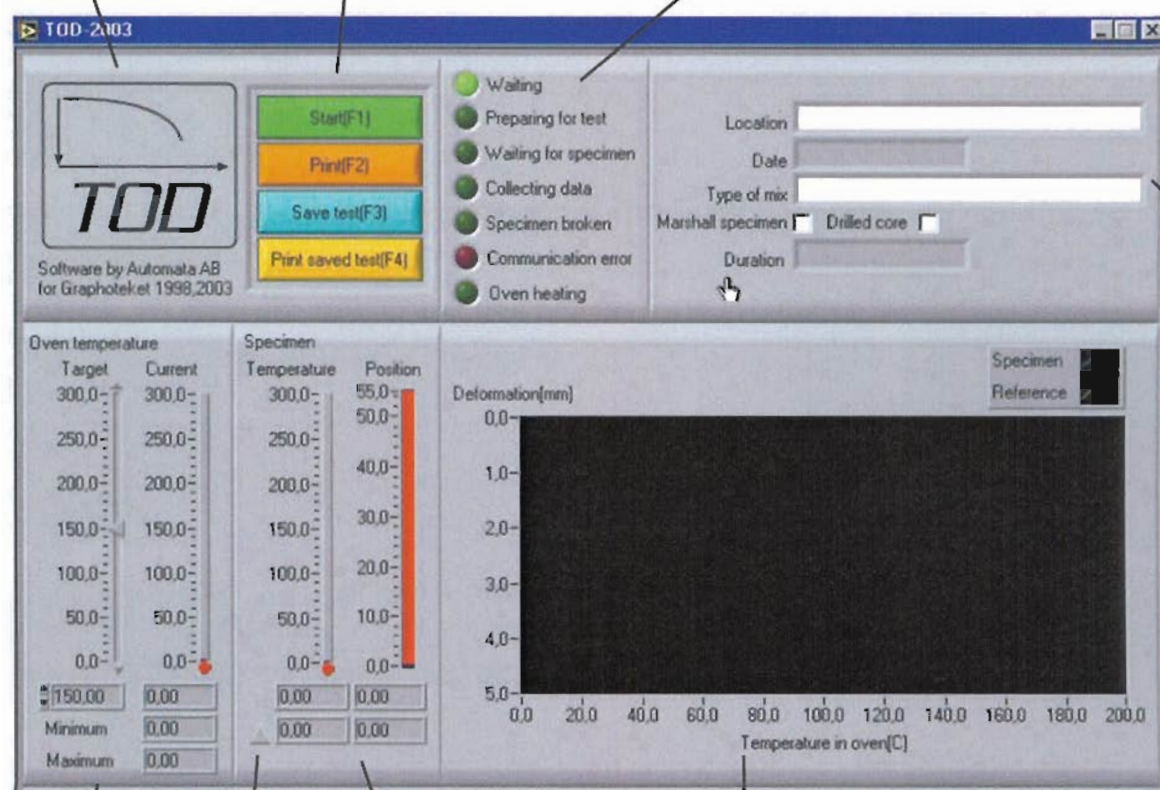 TOD-2003
TOD
Software by Automata AB
for Graphoteket 1998,2003
Start(F1)
Print(F2)
Save test(F3)
Print saved test(F4)
Waiting
Preparing for test
Waiting for specimen
Collecting data
Specimen broken
Communication error
Oven heating
Location
Date
Type of mix
Marshall specimen Drilled core
Duration
Oven temperature
Target Current
300,0 300,0
250,0 250,0
200,0 200,0
150,0 150,0
100,0 100,0
50,0 50,0
0,0 0,0
150,00 0,00
Minimum 0,00
Maximum 0,00
Specimen
Temperature Position
300,0 55,0
250,0 50,0
200,0 40,0
150,0 30,0
100,0 20,0
50,0 10,0
0,0 0,0
0,00 0,00
0,00 0,00
Specimen
Reference
Deformation[mm]
0,0
1,0
2,0
3,0
4,0
5,0
0,0 20,0 40,0 60,0 80,0 100,0 120,0 140,0 160,0 180,0 200,0
Temperature in oven[C]